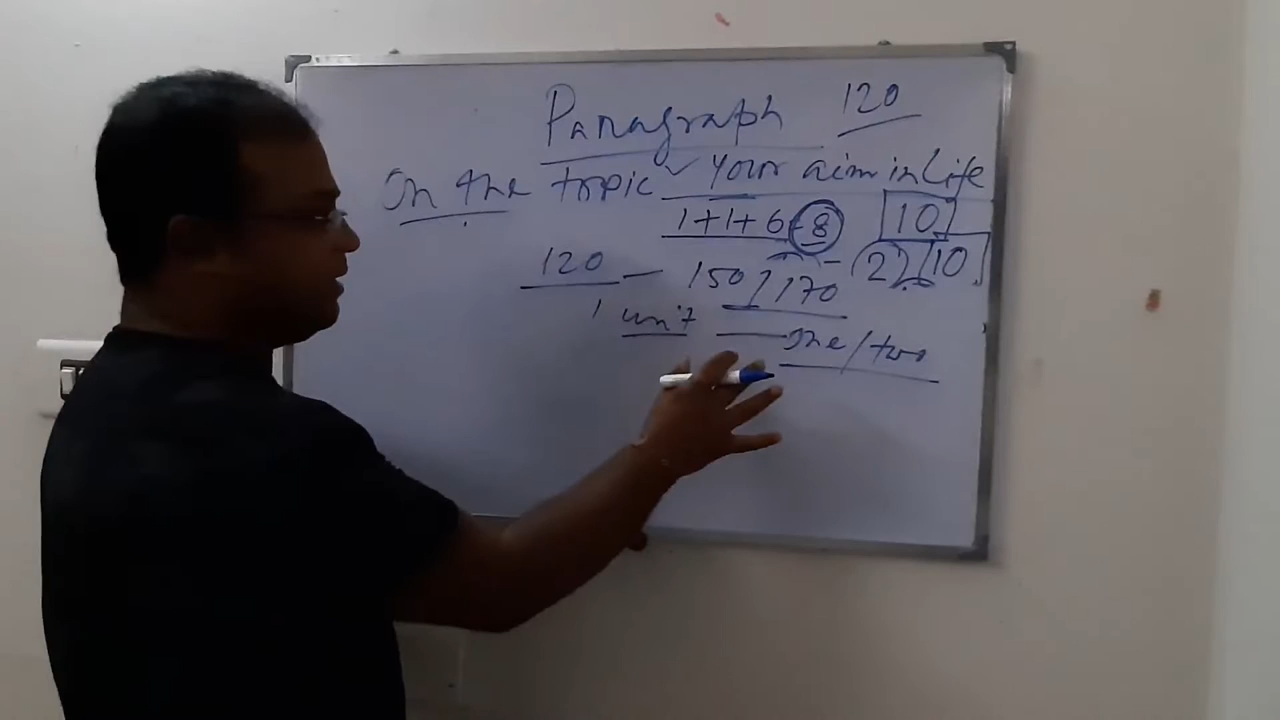 Paragraph 120
On the topic - Your aim in Life
1+1+6-8 10
120 - 150/170 (2) 10
1 unit — one/two